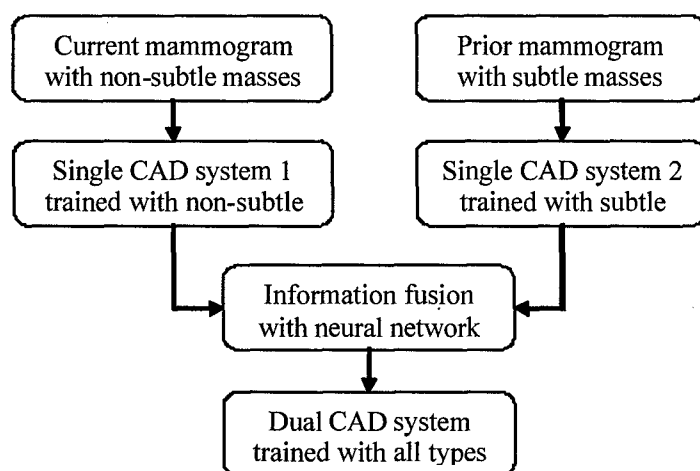 Current mammogram
with non-subtle masses
Prior mammogram
with subtle masses
Single CAD system 1
trained with non-subtle
Single CAD system 2
trained with subtle
Information fusion
with neural network
Dual CAD system
trained with all types